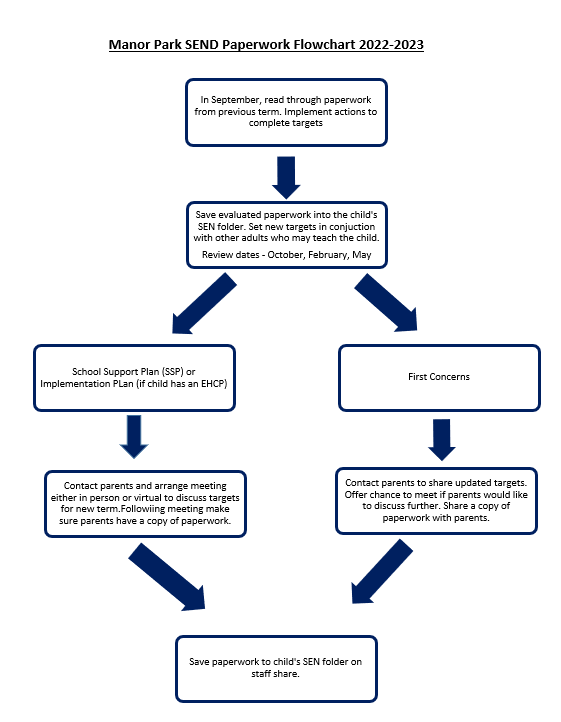 Manor Park SEND Paperwork Flowchart 2022-2023
In September, read through paperwork
from previous term. Implement actions to
complete targets
Save evaluated paperwork into the child's
SEN folder. Set new targets in conjuction
with other adults who may teach the child.
Review dates - October, February, May
School Support Plan (SSP) or
Implementation PLan (if child has an EHCP)
First Concerns
Contact parents and arrange meeting
either in person or virtual to discuss targets
for new term.Followiing meeting make
sure parents have a copy of paperwork.
Contact parents to share updated targets.
Offer chance to meet if parents would like
to discuss further. Share a copy of
paperwork with parents.
Save paperwork to child's SEN folder on
staff share.